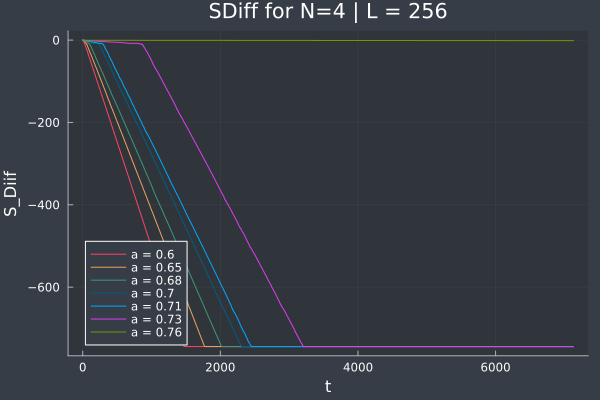 SDiff for N=4 | L = 256
S_Diif
0
−200
−400
−600
a = 0.6
a = 0.65
a = 0.68
a = 0.7
a = 0.71
a = 0.73
a = 0.76
0 2000 4000 6000
t